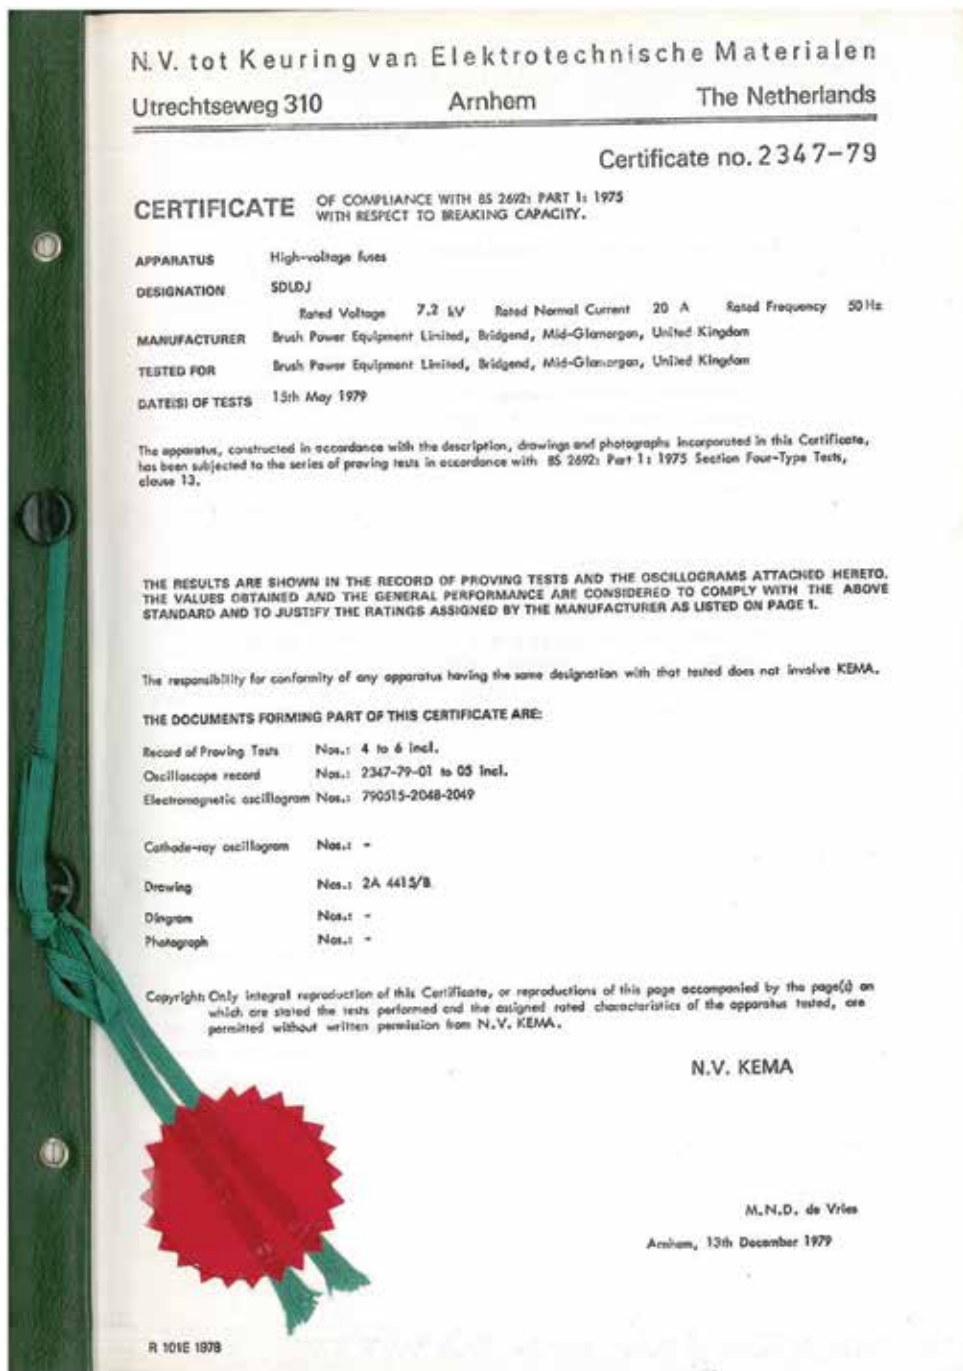 N.V. tot Keuring van Elektrotechnische Materialen
Utrechtseweg 310 Arnhem The Netherlands
Certificate no. 2347-79
CERTIFICATE OF COMPLIANCE WITH BS 2692: PART 1: 1975
WITH RESPECT TO BREAKING CAPACITY.
APPARATUS High-voltage fuses
DESIGNATION SDLDJ
Rated Voltage 7.2 kV Rated Normal Current 20 A Rated Frequency 50 Hz
MANUFACTURER Brush Power Equipment Limited, Bridgend, Mid-Glamorgan, United Kingdom
TESTED FOR Brush Power Equipment Limited, Bridgend, Mid-Glamorgan, United Kingdom
DATE(S) OF TESTS 15th May 1979
The apparatus, constructed in accordance with the description, drawings and photographs incorporated in this Certificate,
has been subjected to the series of proving tests in accordance with BS 2692: Part 1: 1975 Section Four-Type Tests,
clause 13.
THE RESULTS ARE SHOWN IN THE RECORD OF PROVING TESTS AND THE OSCILLOGRAMS ATTACHED HERETO.
THE VALUES OBTAINED AND THE GENERAL PERFORMANCE ARE CONSIDERED TO COMPLY WITH THE ABOVE
STANDARD AND TO JUSTIFY THE RATINGS ASSIGNED BY THE MANUFACTURER AS LISTED ON PAGE 1.
The responsibility for conformity of any apparatus having the same designation with that tested does not involve KEMA.
THE DOCUMENTS FORMING PART OF THIS CERTIFICATE ARE:
Record of Proving Tests Nos.: 4 to 6 incl.
Oscilloscope record Nos.: 2347-79-01 to 05 incl.
Electromagnetic oscillogram Nos.: 790515-2048-2049
Cathode-ray oscillogram Nos.: -
Drawing Nos.: 2A 4415/B
Diagram Nos.: -
Photograph Nos.: -
Copyright: Only integral reproduction of this Certificate, or reproductions of this page accompanied by the page(s) on
which are stated the tests performed and the assigned rated characteristics of the apparatus tested, are
permitted without written permission from N.V. KEMA.
N.V. KEMA
M.N.D. de Vries
Arnhem, 13th December 1979
R 101E 1978